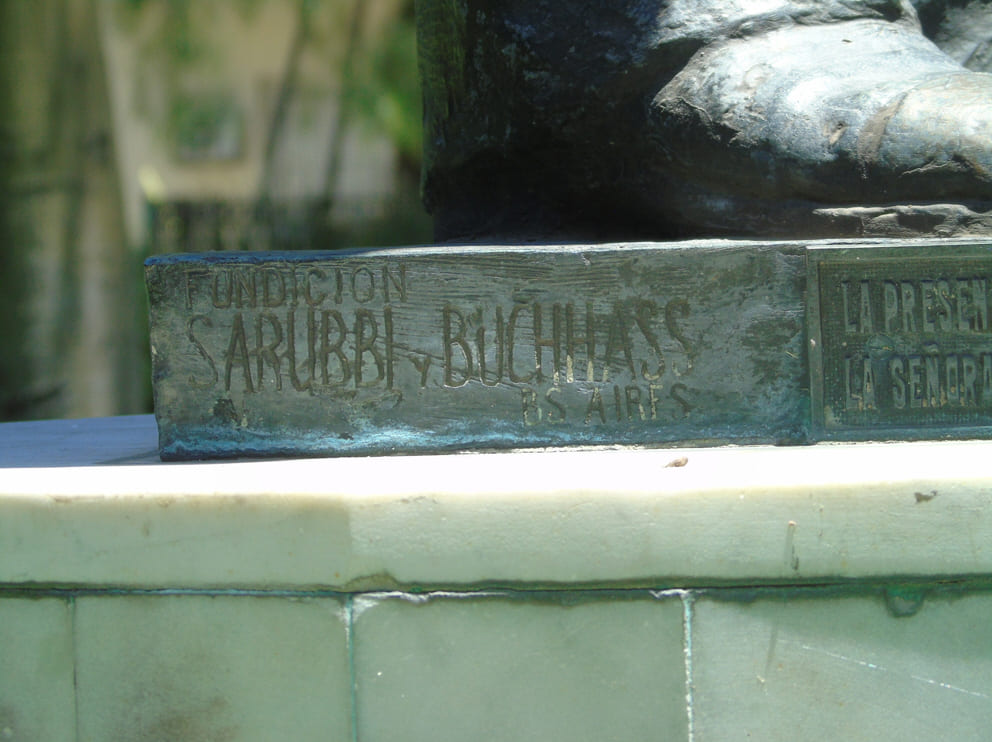 FUNDICION
SARUBBI Y BUCHHASS
BS AIRES
LA PRESEN
LA SEÑORA